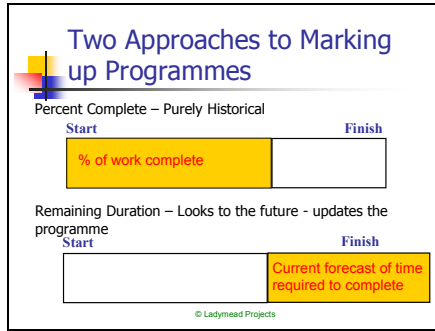 Two Approaches to Marking
up Programmes
Percent Complete – Purely Historical
Start Finish
% of work complete
Remaining Duration – Looks to the future - updates the
programme
Start Finish
Current forecast of time
required to complete
© Ladymead Projects